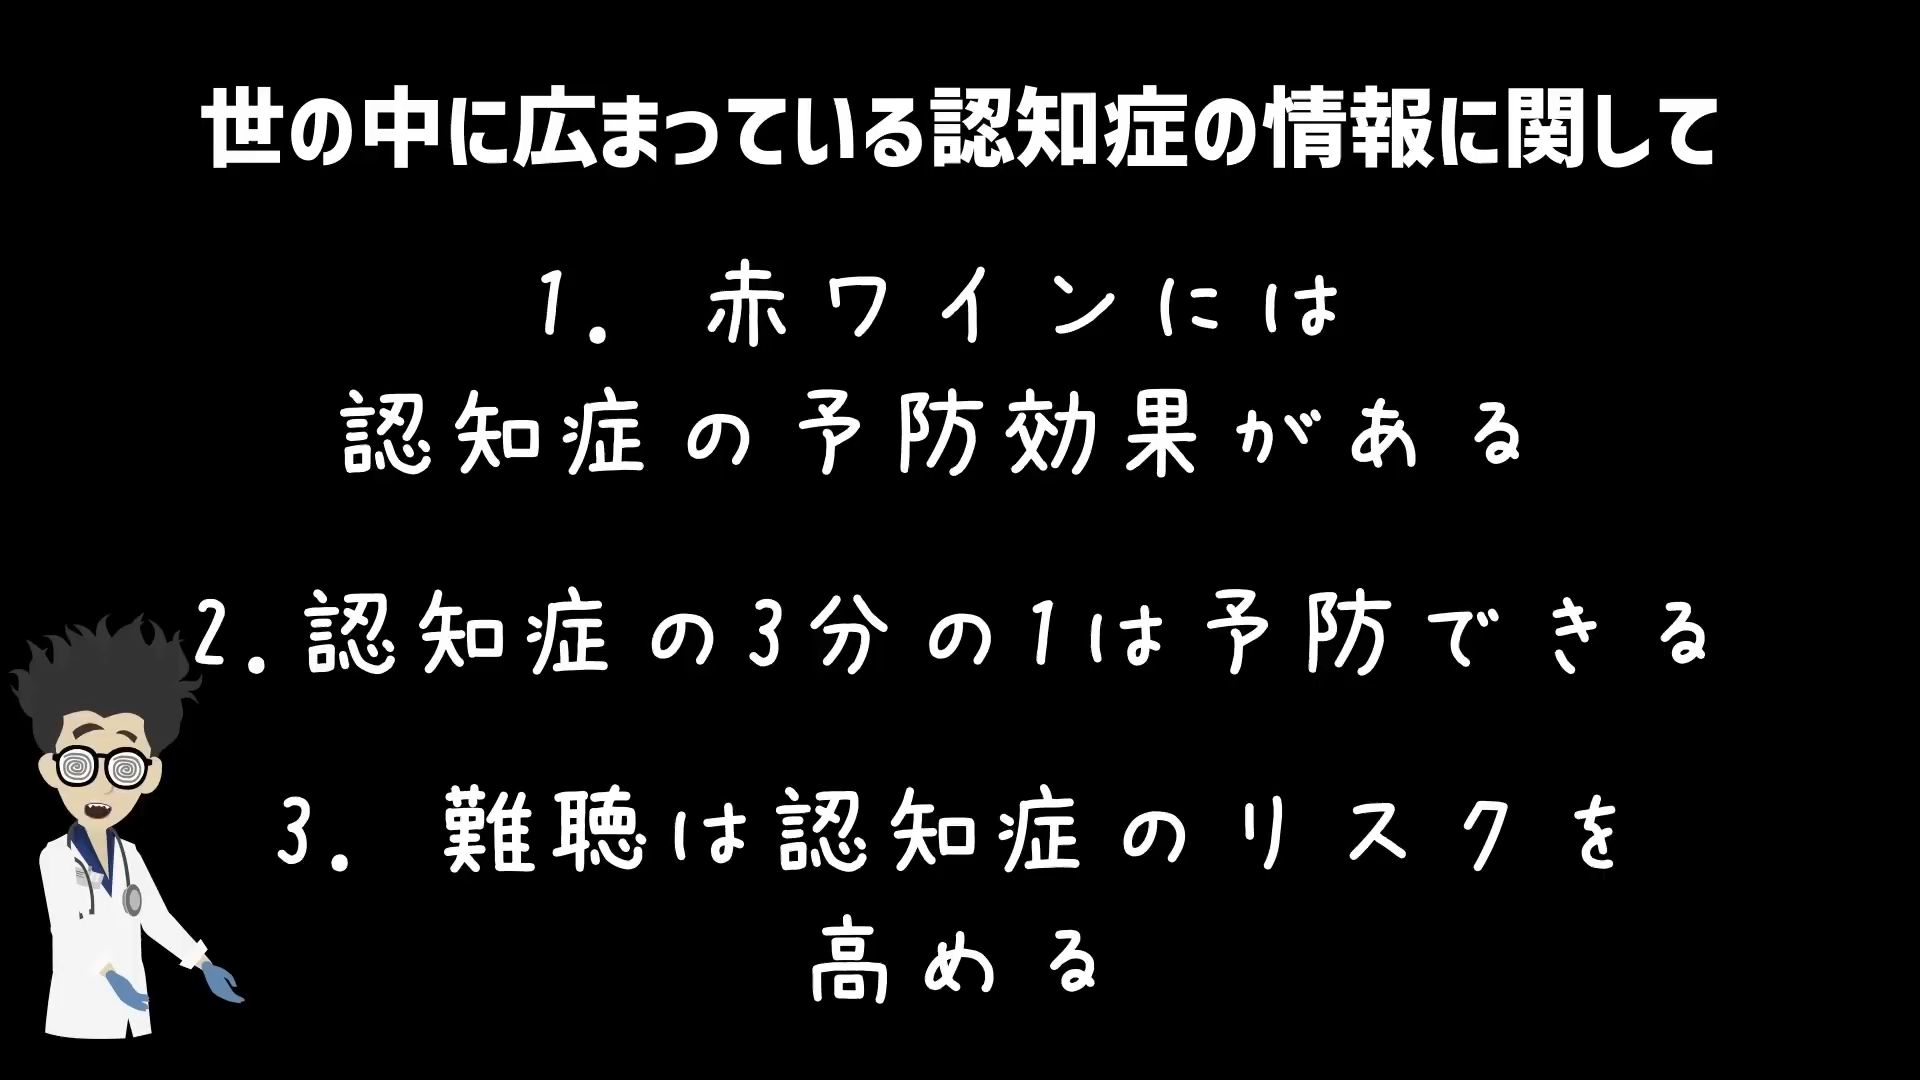 世の中に広まっている認知症の情報に関して
1. 赤ワインには
認知症の予防効果がある
2.認知症の3分の1は予防できる
3. 難聴は認知症のリスクを
高める